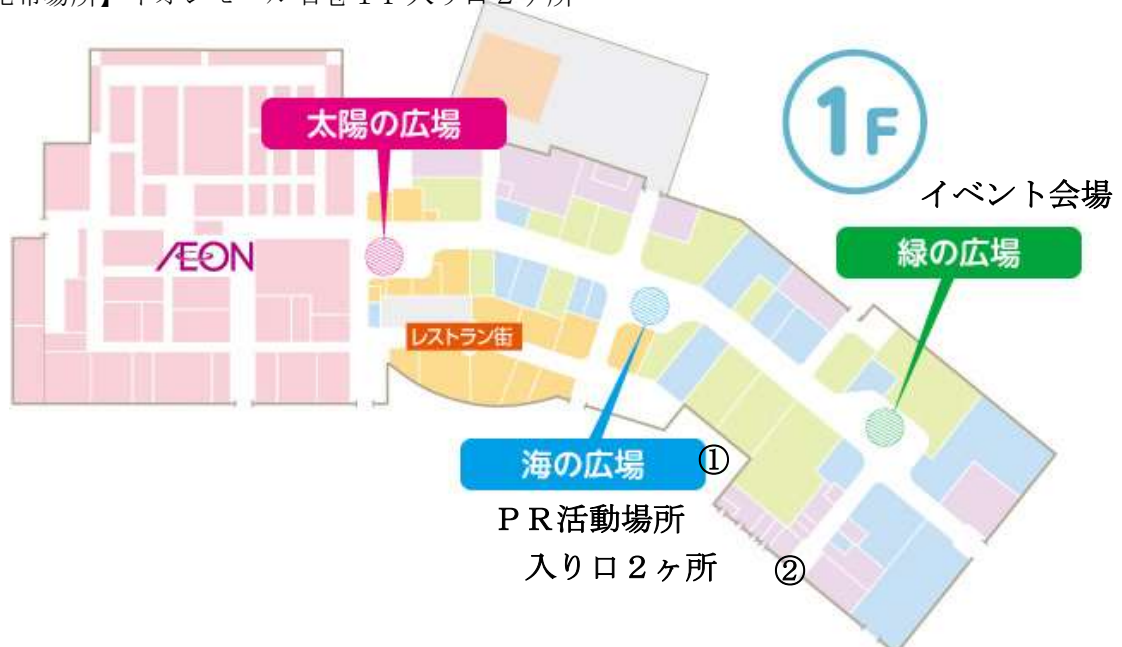 太陽の広場
1F
イベント会場
緑の広場
ÆON
レストラン街
海の広場 ①
ＰＲ活動場所
入り口２ヶ所 ②